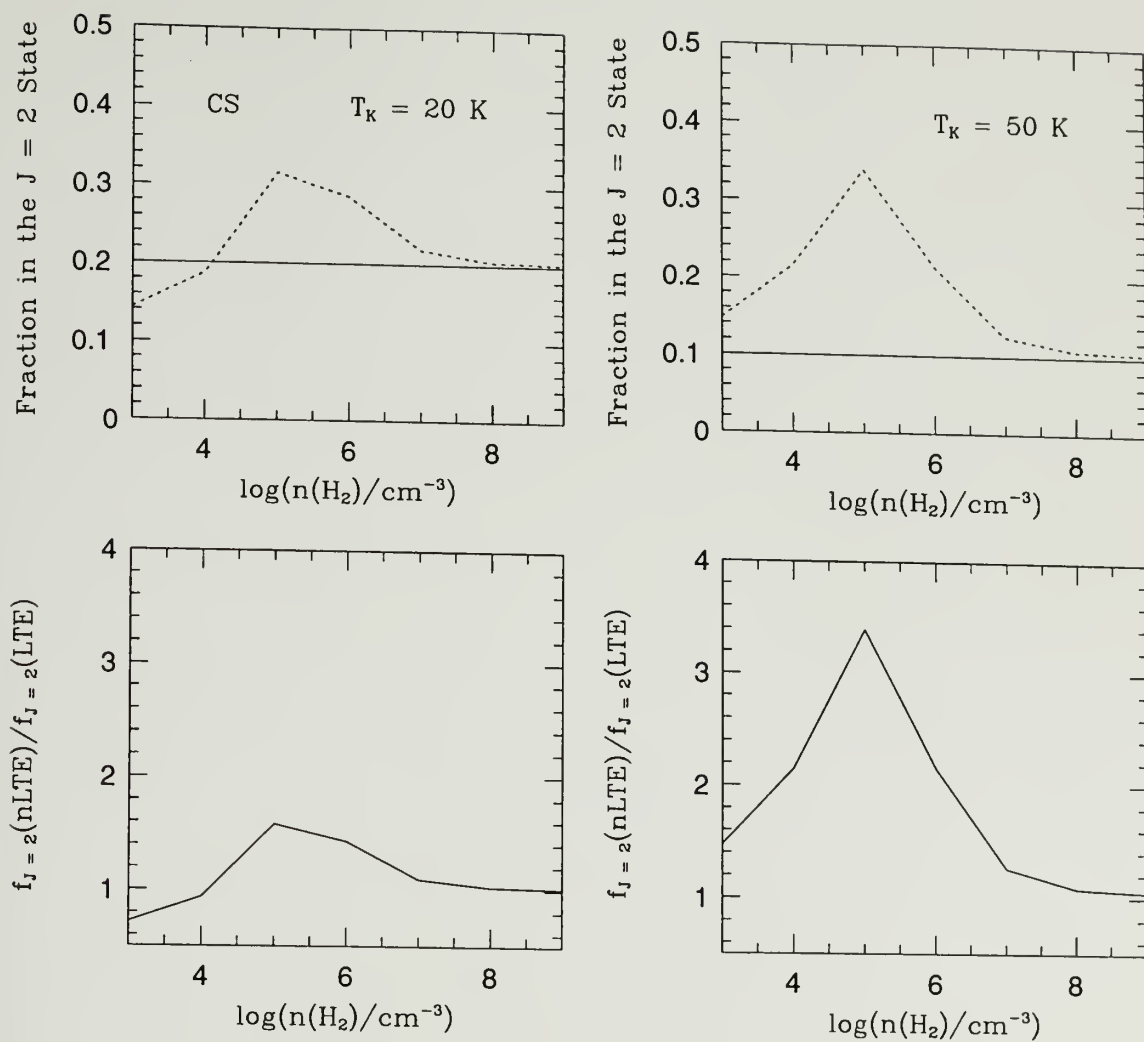 Fraction in the J = 2 State
0.5
0.4
0.3
0.2
0.1
0
CS
T_K = 20 K
4
6
8
log(n(H₂)/cm⁻³)
Fraction in the J = 2 State
0.5
0.4
0.3
0.2
0.1
0
T_K = 50 K
4
6
8
log(n(H₂)/cm⁻³)
f_J = 2(nLTE)/f_J = 2(LTE)
4
3
2
1
4
6
8
log(n(H₂)/cm⁻³)
f_J = 2(nLTE)/f_J = 2(LTE)
4
3
2
1
4
6
8
log(n(H₂)/cm⁻³)